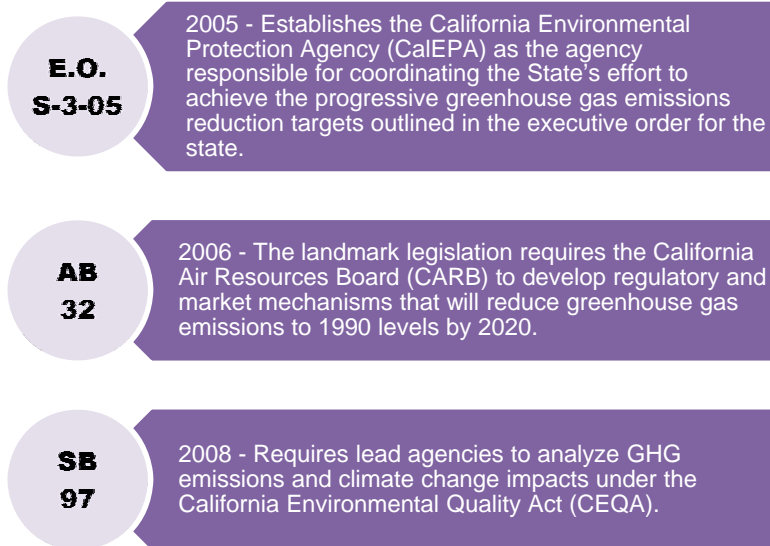 E.O.
S-3-05
2005 - Establishes the California Environmental
Protection Agency (CalEPA) as the agency
responsible for coordinating the State’s effort to
achieve the progressive greenhouse gas emissions
reduction targets outlined in the executive order for the
state.
AB
32
2006 - The landmark legislation requires the California
Air Resources Board (CARB) to develop regulatory and
market mechanisms that will reduce greenhouse gas
emissions to 1990 levels by 2020.
SB
97
2008 - Requires lead agencies to analyze GHG
emissions and climate change impacts under the
California Environmental Quality Act (CEQA).